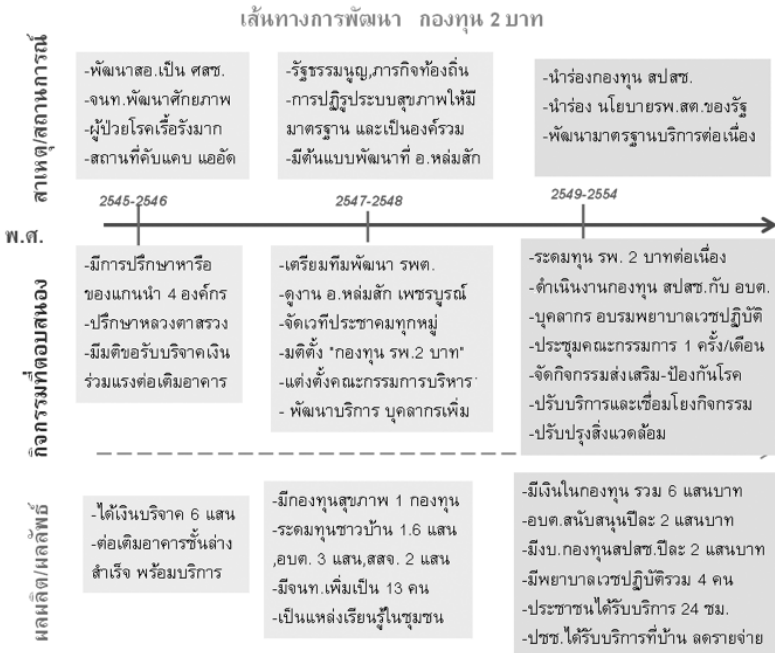 เส้นทางการพัฒนา กองทุน 2 บาท
สาเหตุ/สถานการณ์
-พัฒนาสอ.เป็น ศสช.
-จนท.พัฒนาศักยภาพ
-ผู้ป่วยโรคเรื้อรังมาก
-สถานที่คับแคบ แออัด
-รัฐธรรมนูญ,ภารกิจท้องถิ่น
-การปฏิรูประบบสุขภาพให้มี
มาตรฐาน และเป็นองค์รวม
-มีต้นแบบพัฒนาที่ อ.หล่มสัก
-นำร่องกองทุน สปสช.
-นำร่อง นโยบายรพ.สต.ของรัฐ
-พัฒนามาตรฐานบริการต่อเนื่อง
พ.ศ.
2545-2546
2547-2548
2549-2554
กิจกรรมที่ตอบสนอง
-มีการปรึกษาหารือ
ของแกนนำ 4 องค์กร
-ปรึกษาหลวงตาสรวง
-มีมติขอรับบริจาคเงิน
ร่วมแรงต่อเติมอาคาร
-เตรียมทีมพัฒนา รพต.
-ดูงาน อ.หล่มสัก เพชรบูรณ์
-จัดเวทีประชาคมทุกหมู่
-มติตั้ง "กองทุน รพ.2 บาท"
-แต่งตั้งคณะกรรมการบริหาร
- พัฒนาบริการ บุคลากรเพิ่ม
-ระดมทุน รพ. 2 บาทต่อเนื่อง
-ดำเนินงานกองทุน สปสช.กับ อบต.
-บุคลากร อบรมพยาบาลเวชปฏิบัติ
-ประชุมคณะกรรมการ 1 ครั้ง/เดือน
-จัดกิจกรรมส่งเสริม-ป้องกันโรค
-ปรับบริการและเชื่อมโยงกิจกรรม
-ปรับปรุงสิ่งแวดล้อม
ผลผลิต/ผลลัพธ์
-ได้เงินบริจาค 6 แสน
-ต่อเติมอาคารชั้นล่าง
สำเร็จ พร้อมบริการ
-มีกองทุนสุขภาพ 1 กองทุน
-ระดมทุนชาวบ้าน 1.6 แสน
,อบต. 3 แสน,สสจ. 2 แสน
-มีจนท.เพิ่มเป็น 13 คน
-เป็นแหล่งเรียนรู้ในชุมชน
-มีเงินในกองทุน รวม 6 แสนบาท
-อบต.สนับสนุนปีละ 2 แสนบาท
-มีงบ.กองทุนสปสช.ปีละ 2 แสนบาท
-มีพยาบาลเวชปฏิบัติรวม 4 คน
-ประชาชนได้รับบริการ 24 ชม.
-ปชช.ได้รับบริการที่บ้าน ลดรายจ่าย